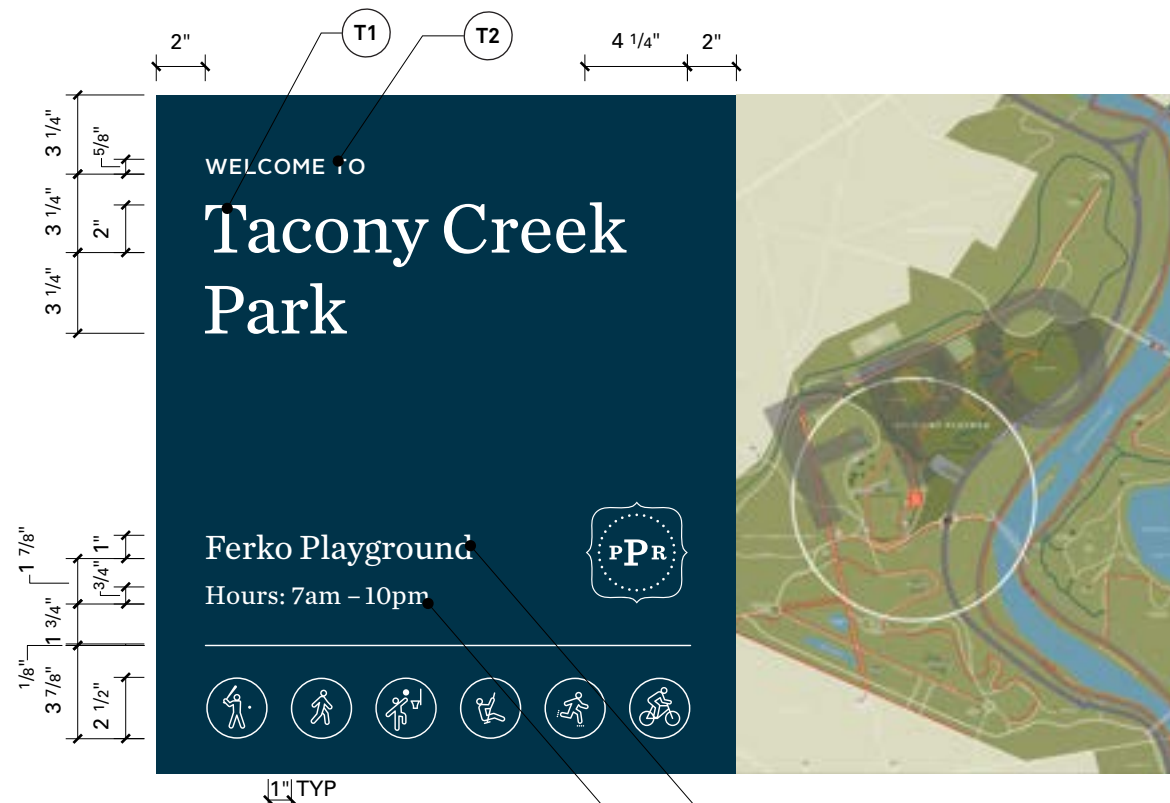 2"
T1
T2
4 1/4"
2"
3 1/4"
5/8"
3 1/4"
2"
3 1/4"
WELCOME TO
Tacony Creek
Park
1 7/8"
1"
3/4"
1 3/4"
1/8"
3 7/8"
2 1/2"
Ferko Playground
Hours: 7am – 10pm
PPR
1" TYP